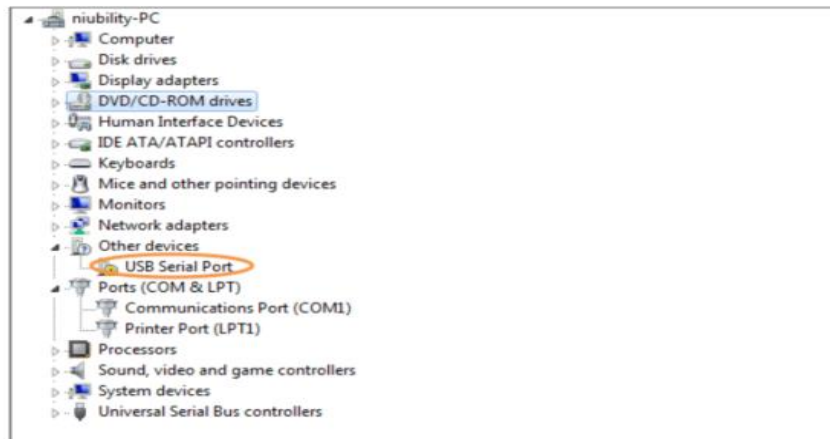 niubility-PC
Computer
Disk drives
Display adapters
DVD/CD-ROM drives
Human Interface Devices
IDE ATA/ATAPI controllers
Keyboards
Mice and other pointing devices
Monitors
Network adapters
Other devices
USB Serial Port
Ports (COM & LPT)
Communications Port (COM1)
Printer Port (LPT1)
Processors
Sound, video and game controllers
System devices
Universal Serial Bus controllers